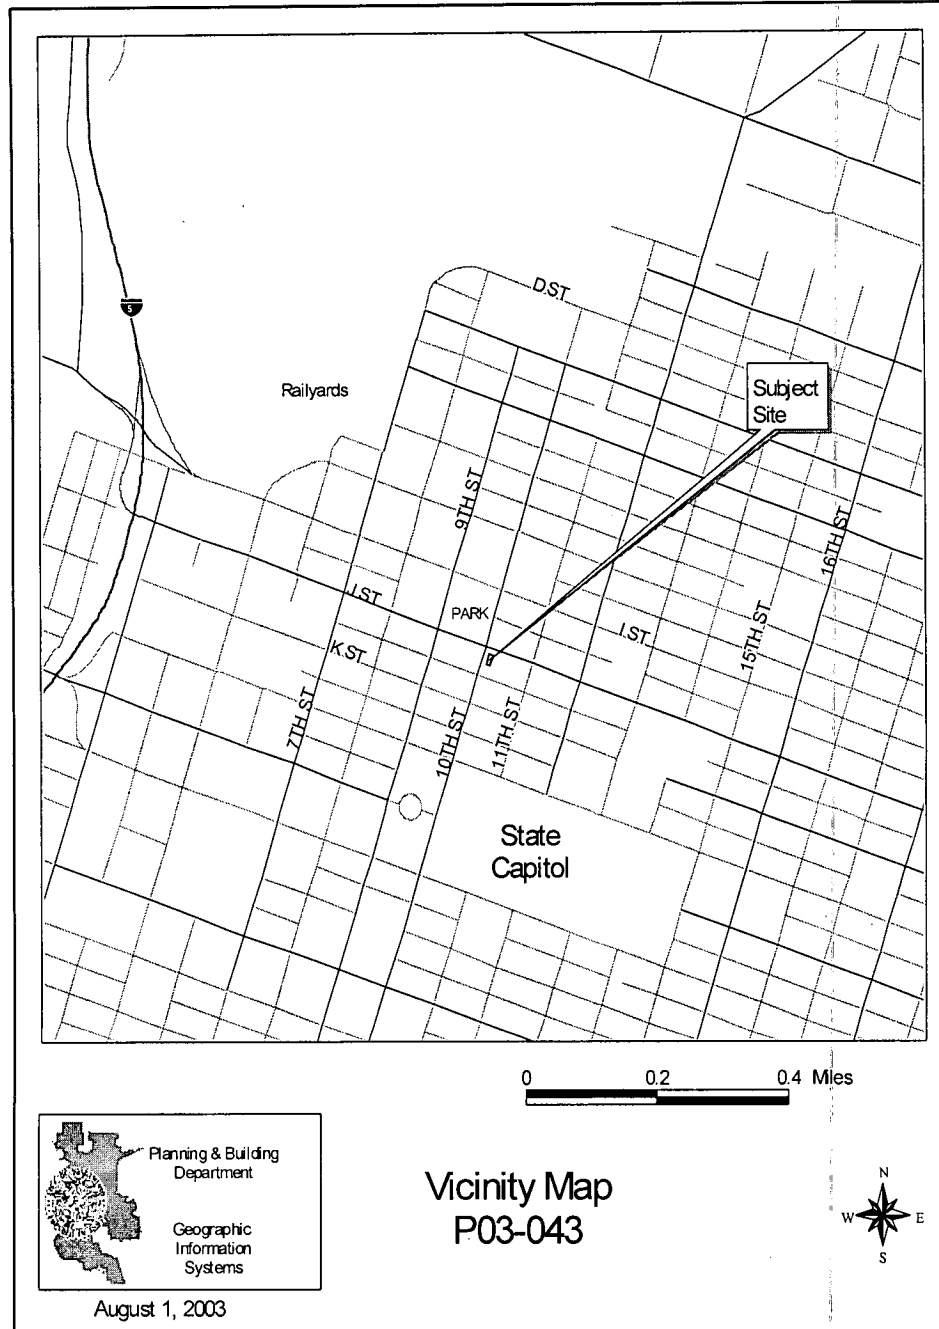 D.ST
5
Railyards
Subject
Site
9TH ST
16TH ST
J.ST
PARK
I.ST
15TH ST
K.ST
7TH ST
10TH ST
11TH ST
State
Capitol
0 0.2 0.4 Miles
Planning & Building
Department
Geographic
Information
Systems
August 1, 2003
Vicinity Map
P03-043
N
W E
S